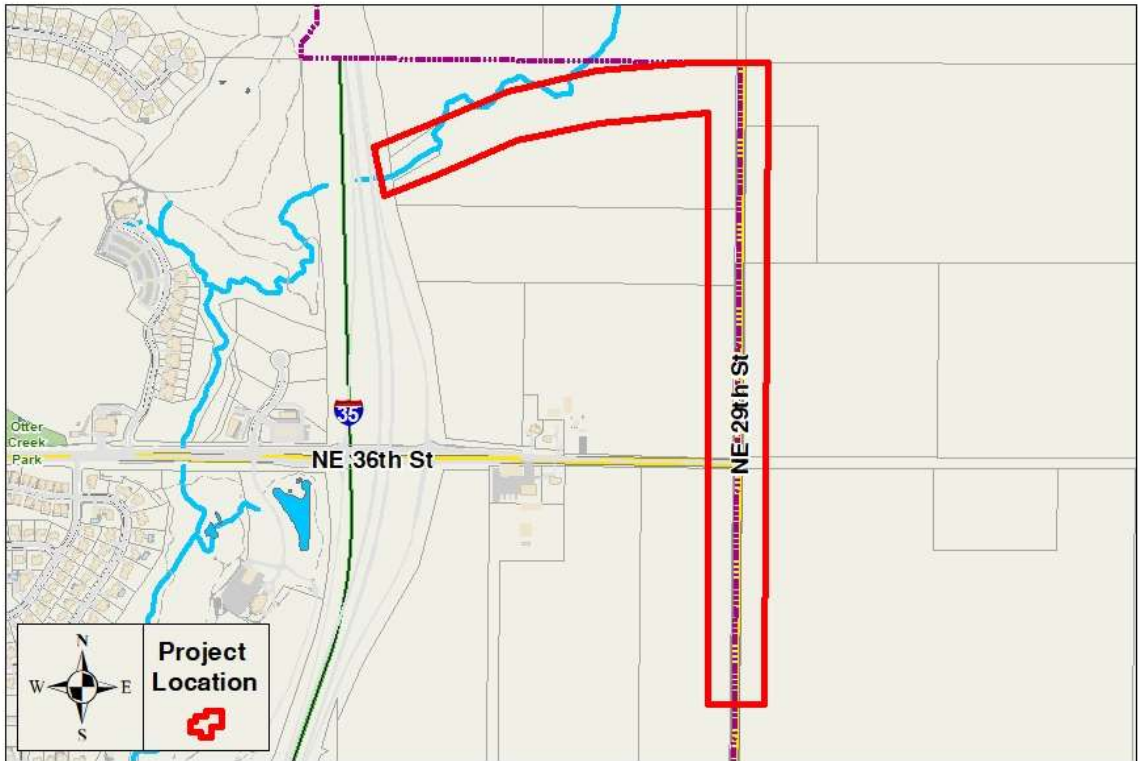 35
Otter
Creek
Park
NE 36th St
NE 29th St
N
W E
S
Project
Location